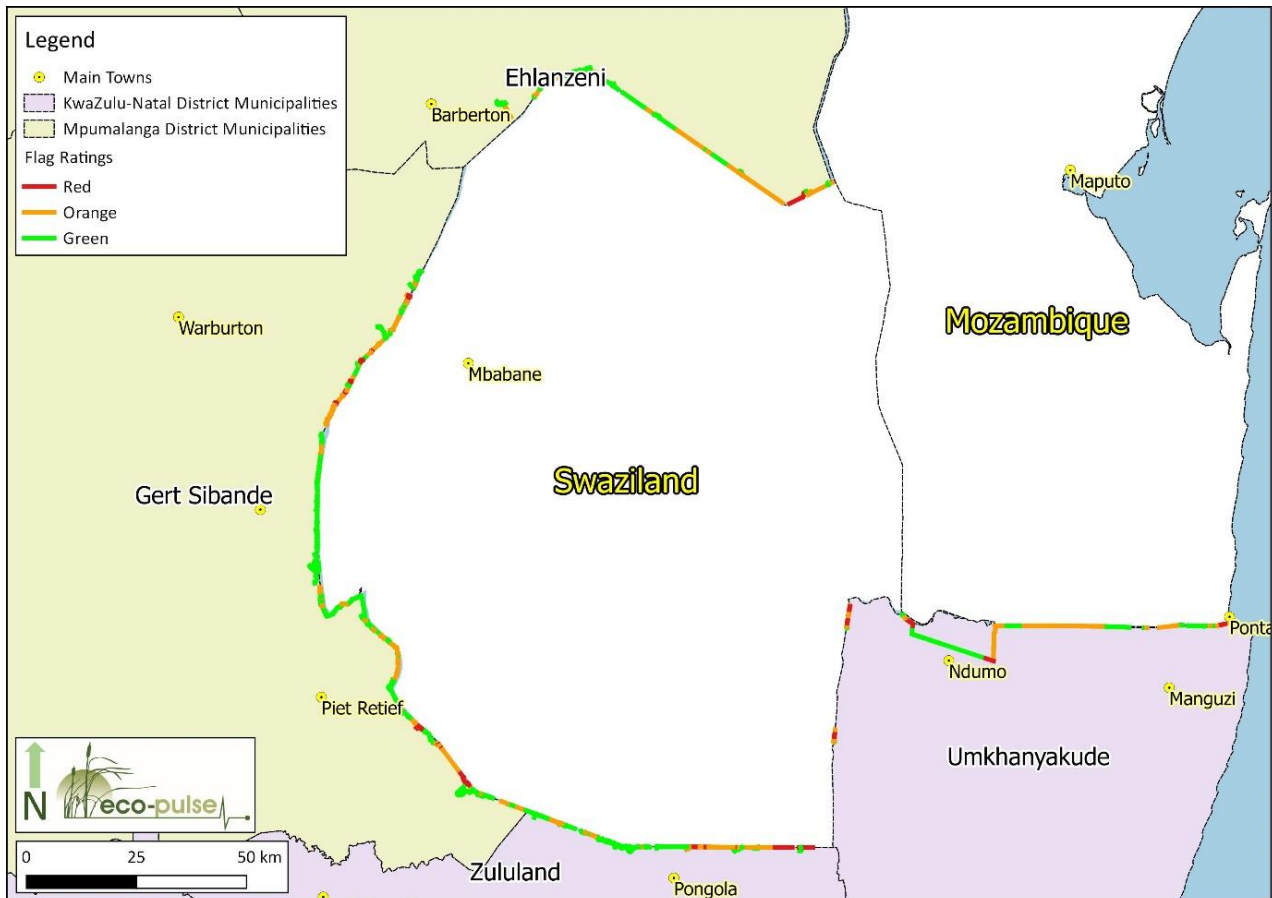 Legend
Main Towns
KwaZulu-Natal District Municipalities
Mpumalanga District Municipalities
Flag Ratings
Red
Orange
Green
Ehlanzeni
Barberton
Maputo
Warburton
Mozambique
Mbabane
Swaziland
Gert Sibande
Ponta
Ndumo
Piet Retief
Manguzi
Umkhanyakude
N
eco-pulse
0 25 50 km
Zululand
Pongola